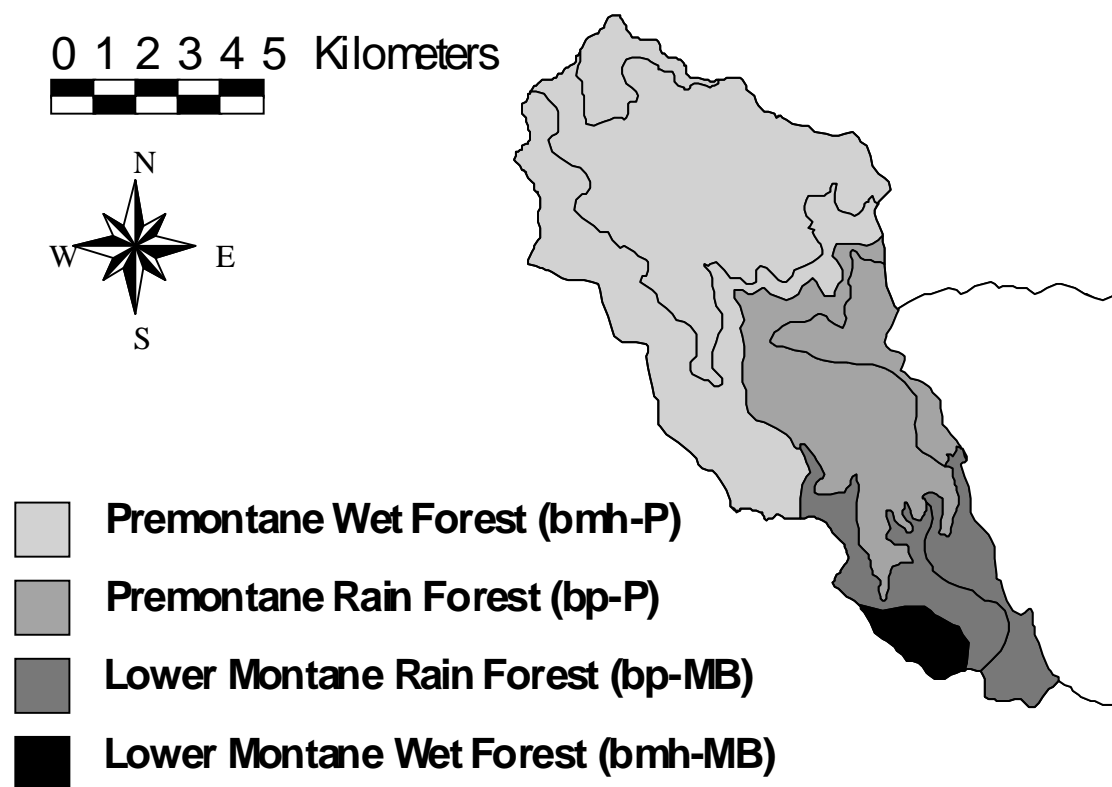 0 1 2 3 4 5 Kilometers
N
W E
S
Premontane Wet Forest (bmh-P)
Premontane Rain Forest (bp-P)
Lower Montane Rain Forest (bp-MB)
Lower Montane Wet Forest (bmh-MB)